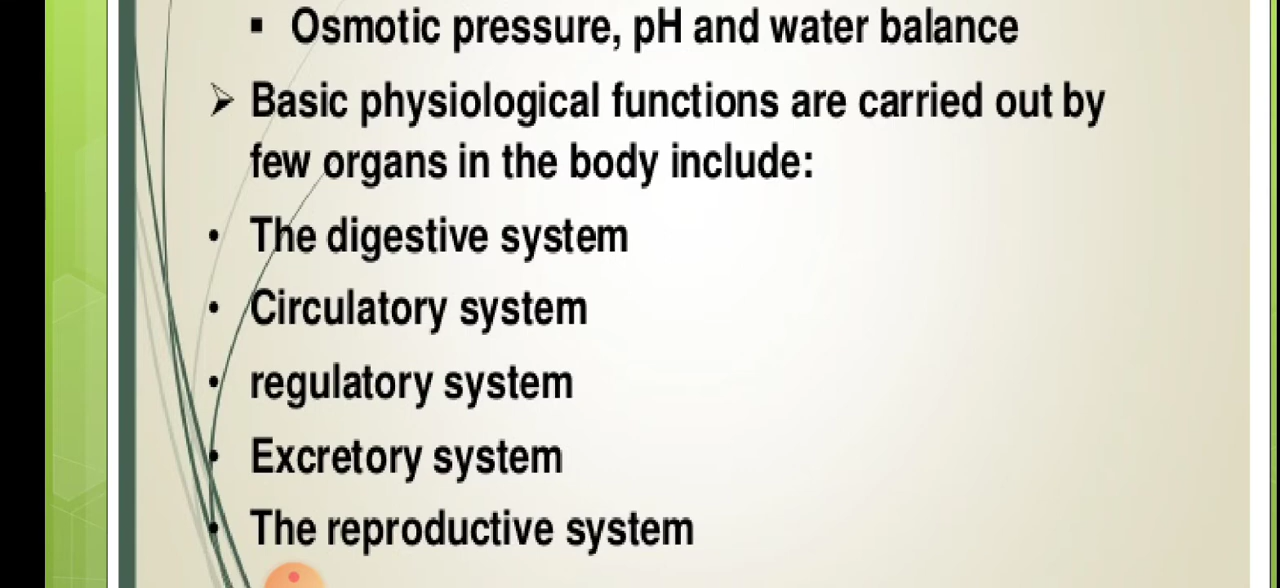 ▪ Osmotic pressure, pH and water balance
➢ Basic physiological functions are carried out by
few organs in the body include:
• The digestive system
• Circulatory system
• regulatory system
• Excretory system
• The reproductive system